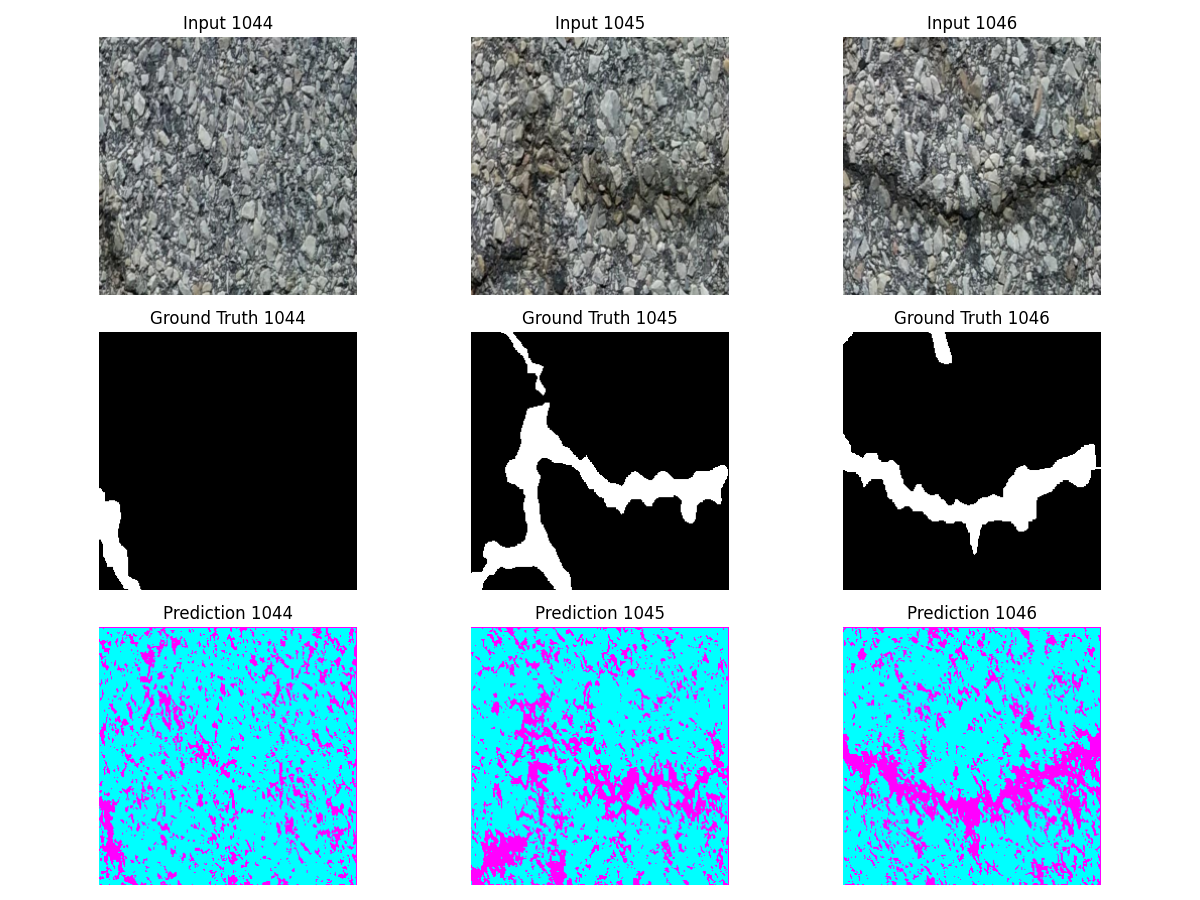 Input 1044
Input 1045
Input 1046
Ground Truth 1044
Ground Truth 1045
Ground Truth 1046
Prediction 1044
Prediction 1045
Prediction 1046